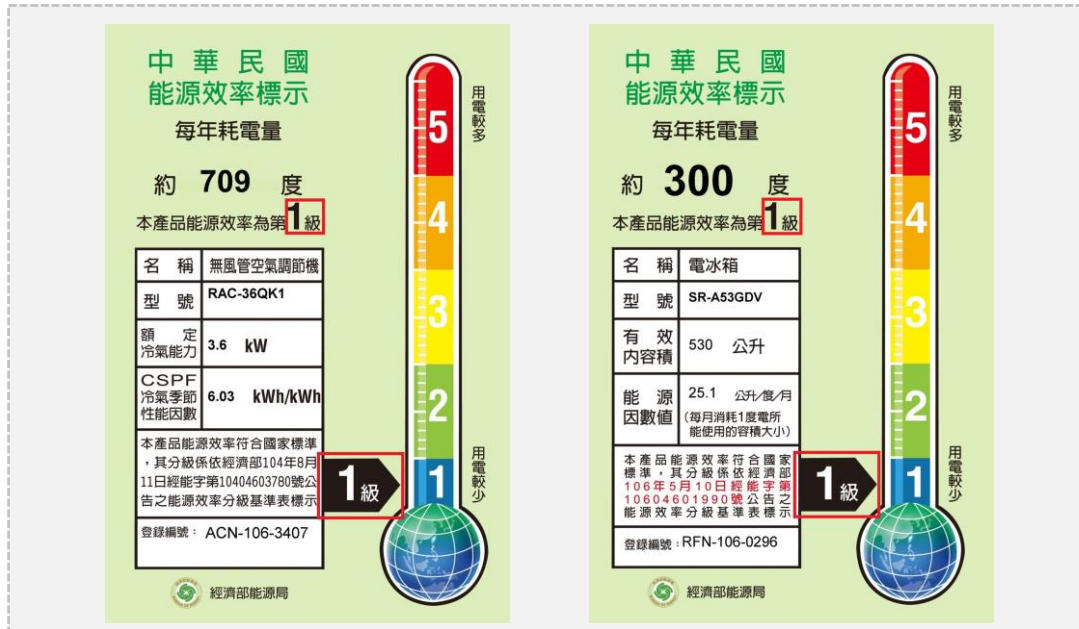 中華民國
能源效率標示
每年耗電量
約 709 度
本產品能源效率為第1級
名稱 無風管空氣調節機
型號 RAC-36QK1
額定
冷氣能力 3.6 kW
CSPF
冷氣季節
性能因數 6.03 kWh/kWh
本產品能源效率符合國家標準
，其分級係依經濟部104年8月
11日經能字第10404603780號公
告之能源效率分級基準表標示
登錄編號： ACN-106-3407
經濟部能源局
用電較多
5
4
3
2
1
1級
用電較少
中華民國
能源效率標示
每年耗電量
約 300 度
本產品能源效率為第1級
名稱 電冰箱
型號 SR-A53GDV
有效
內容積 530 公升
能源
因數值 25.1 公升/度/月
(每月消耗1度電所
能使用的容積大小)
本產品能源效率符合國家
標準，其分級係依經濟部
106年5月10日經能字第
10604601990號公告之
能源效率分級基準表標示
登錄編號：RFN-106-0296
經濟部能源局
用電較多
5
4
3
2
1
1級
用電較少